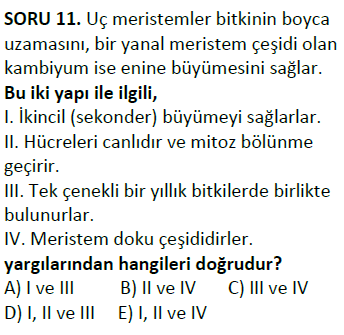 SORU 11. Uç meristemler bitkinin boyca
uzamasını, bir yanal meristem çeşidi olan
kambiyum ise enine büyümesini sağlar.
Bu iki yapı ile ilgili,
I. İkincil (sekonder) büyümeyi sağlarlar.
II. Hücreleri canlıdır ve mitoz bölünme
geçirir.
III. Tek çenekli bir yıllık bitkilerde birlikte
bulunurlar.
IV. Meristem doku çeşididirler.
yargılarından hangileri doğrudur?
A) I ve III B) II ve IV C) III ve IV
D) I, II ve III E) I, II ve IV